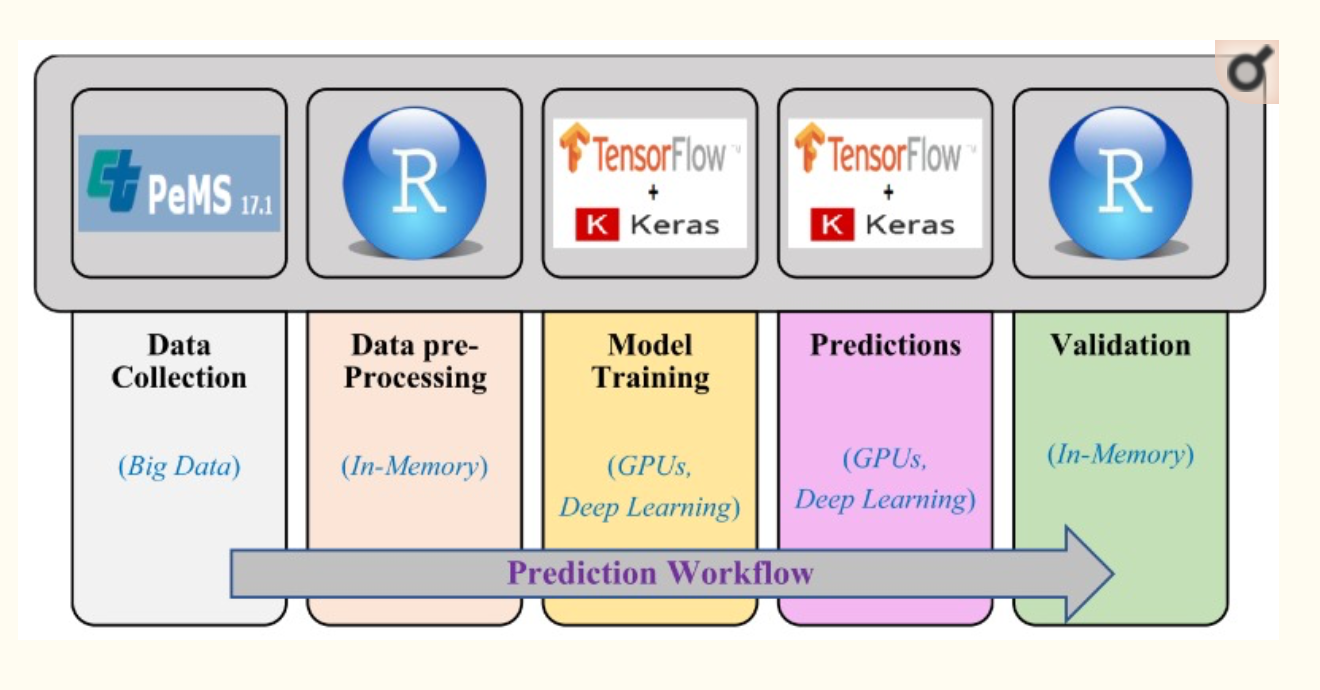 PeMS 17.1
R
TensorFlow™
+
K Keras
TensorFlow™
+
K Keras
R
Data
Collection
(Big Data)
Data pre-
Processing
(In-Memory)
Model
Training
(GPUs,
Deep Learning)
Predictions
(GPUs,
Deep Learning)
Validation
(In-Memory)
Prediction Workflow